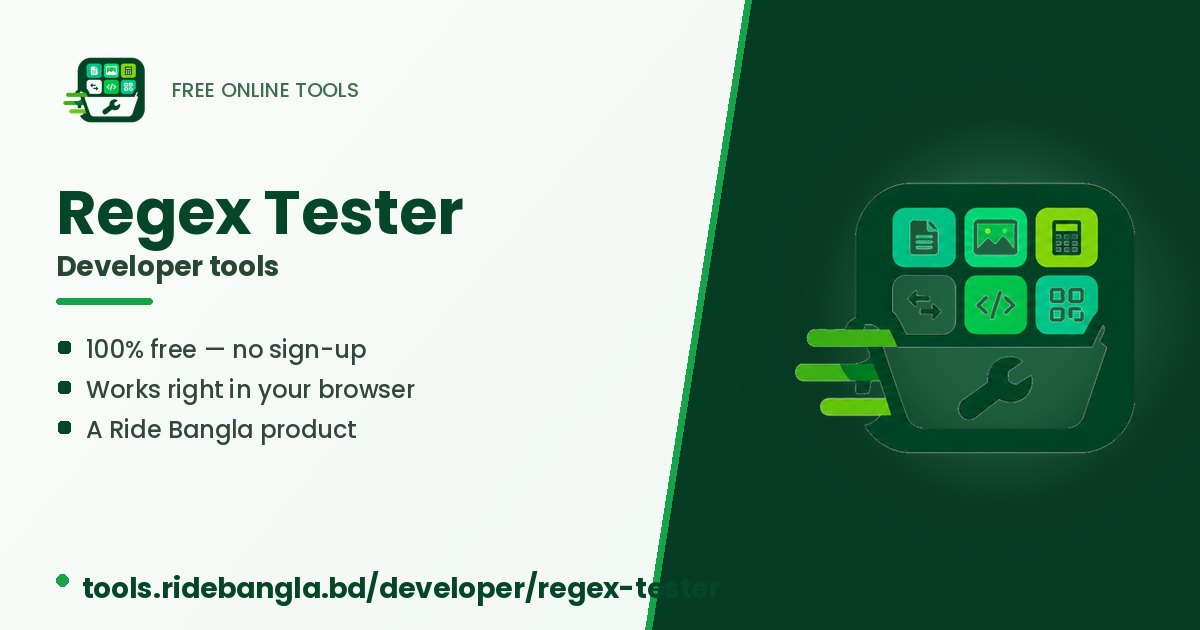 FREE ONLINE TOOLS
Regex Tester
Developer tools
100% free — no sign-up
Works right in your browser
A Ride Bangla product
tools.ridebangla.bd/developer/regex-tester